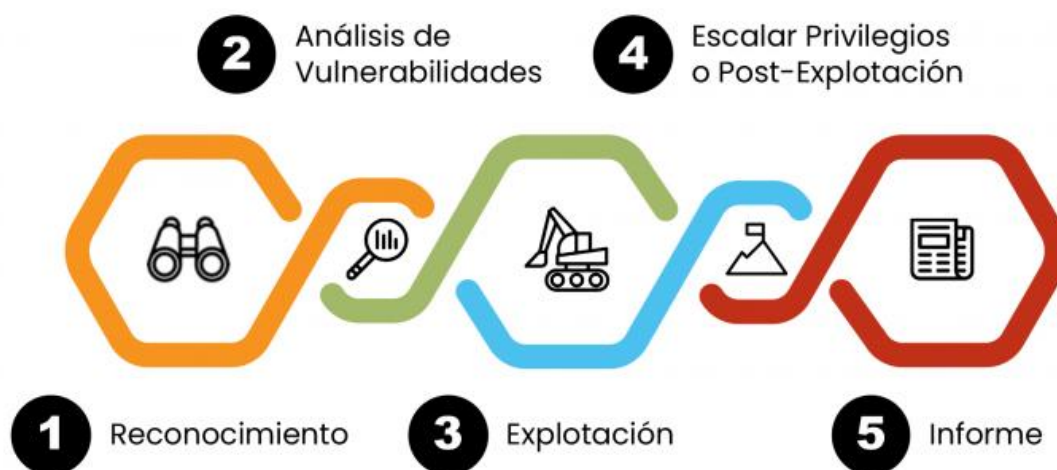 2
Análisis de
Vulnerabilidades
4
Escalar Privilegios
o Post-Explotación
1
Reconocimiento
3
Explotación
5
Informe